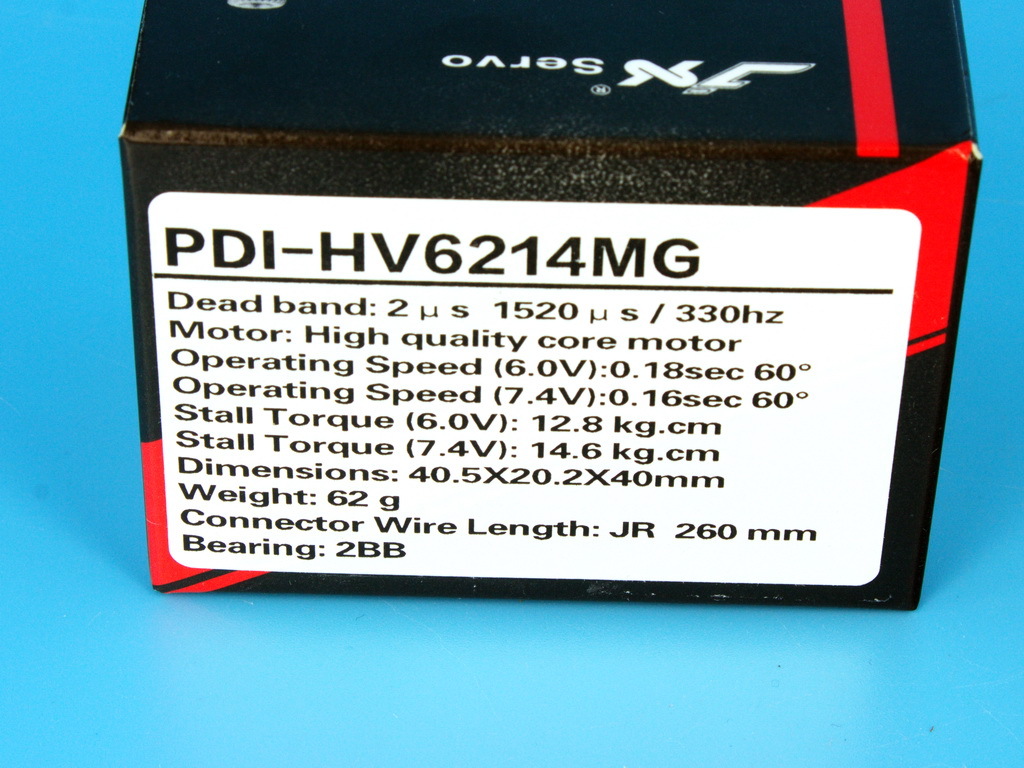 JX Servo®
PDI-HV6214MG
Dead band: 2 μ s 1520 μ s / 330hz
Motor: High quality core motor
Operating Speed (6.0V):0.18sec 60°
Operating Speed (7.4V):0.16sec 60°
Stall Torque (6.0V): 12.8 kg.cm
Stall Torque (7.4V): 14.6 kg.cm
Dimensions: 40.5X20.2X40mm
Weight: 62 g
Connector Wire Length: JR 260 mm
Bearing: 2BB